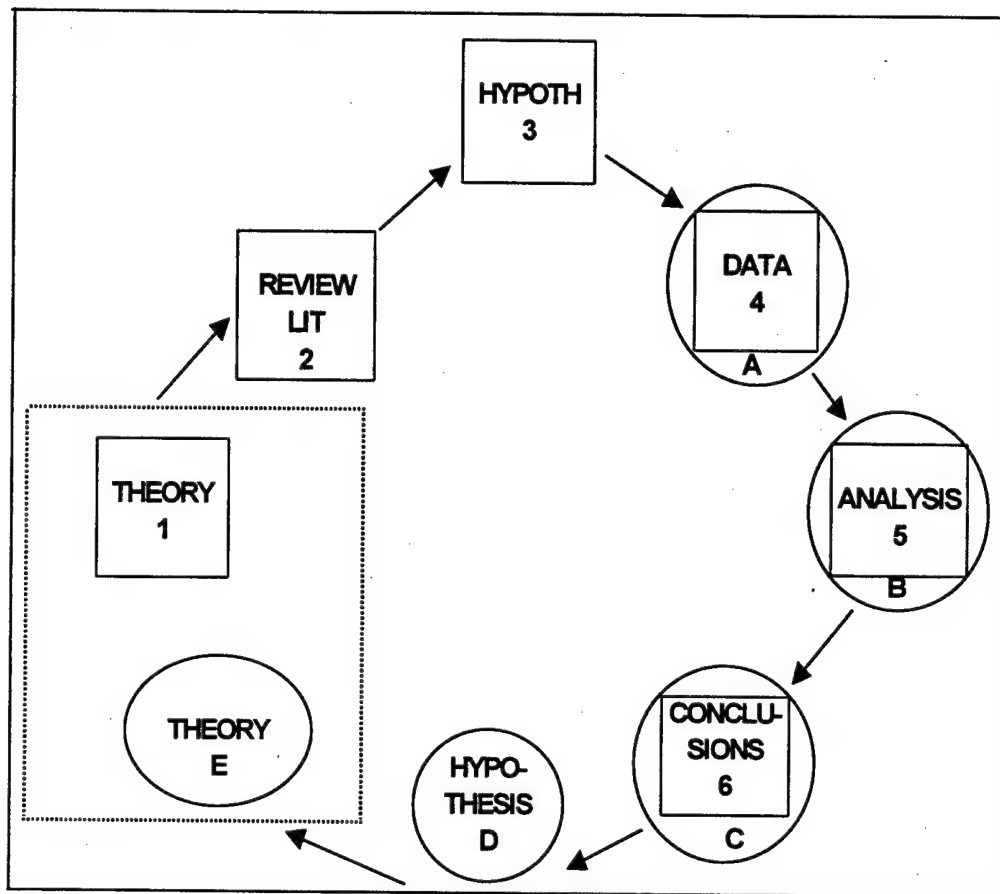 HYPOTH
3
REVIEW
LIT
2
DATA
4
A
THEORY
1
ANALYSIS
5
B
CONCLU-
SIONS
6
C
THEORY
E
HYPO-
THESIS
D